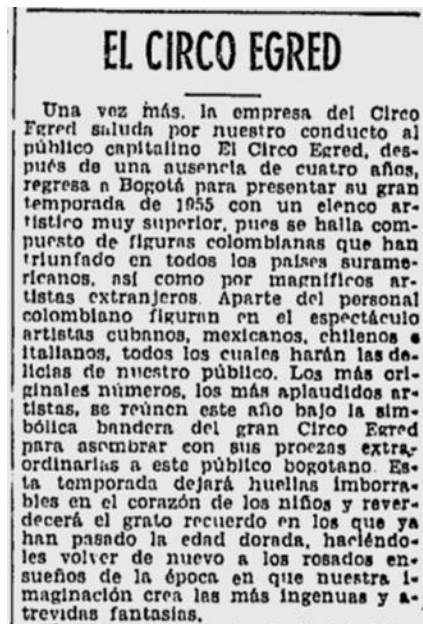 EL CIRCO EGRED
Una vez más, la empresa del Circo
Egred saluda por nuestro conducto al
público capitalino El Circo Egred, des-
pués de una ausencia de cuatro años,
regresa a Bogotá para presentar su gran
temporada de 1955 con un elenco ar-
tístico muy superior, pues se halla com-
puesto de figuras colombianas que han
triunfado en todos los países surame-
ricanos, así como por magníficos ar-
tistas extranjeros. Aparte del personal
colombiano figuran en el espectáculo
artistas cubanos, mexicanos, chilenos e
italianos, todos los cuales harán las de-
licias de nuestro público. Los más ori-
ginales números, los más aplaudidos ar-
tistas, se reúnen este año bajo la sim-
bólica bandera del gran Circo Egred
para asombrar con sus proezas extra-
ordinarias a este público bogotano. Es-
ta temporada dejará huellas imborra-
bles en el corazón de los niños y rever-
decerá el grato recuerdo en los que ya
han pasado la edad dorada, haciéndo-
les volver de nuevo a los rosados en-
sueños de la época en que nuestra i-
maginación crea las más ingenuas y a-
trevidas fantasías.